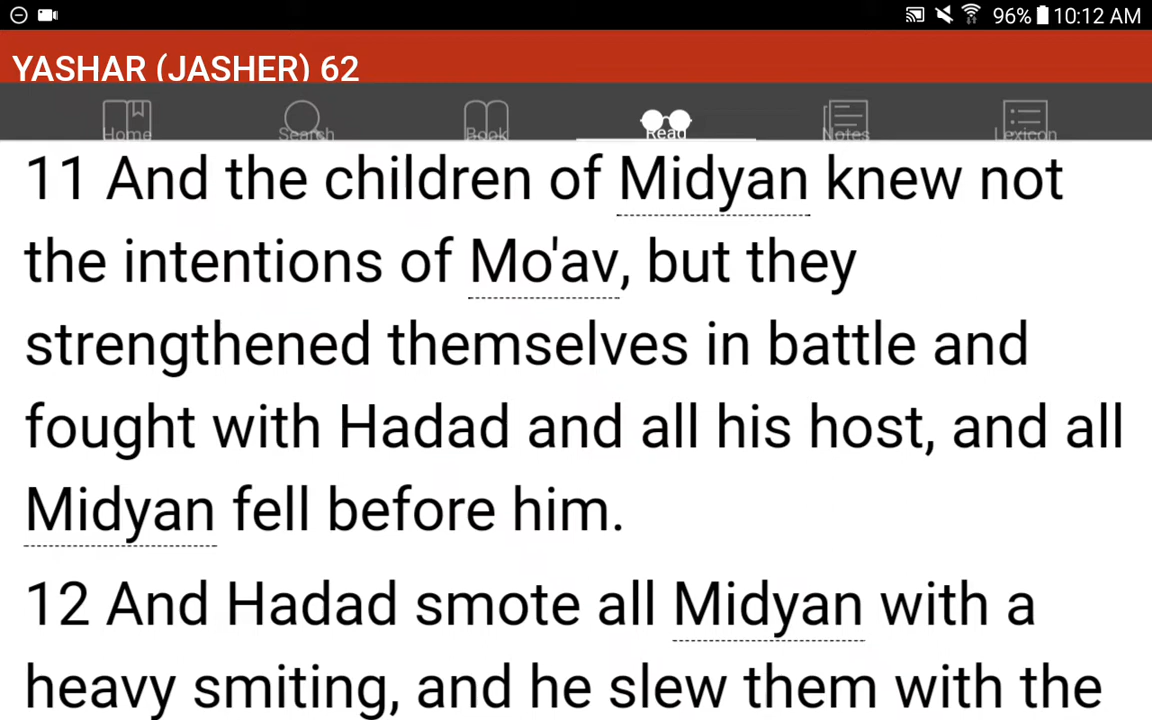 96% 10:12 AM
YASHAR (JASHER) 62
Home Search Book Read Notes Lexicon
11 And the children of Midyan knew not
the intentions of Mo'av, but they
strengthened themselves in battle and
fought with Hadad and all his host, and all
Midyan fell before him.
12 And Hadad smote all Midyan with a
heavy smiting, and he slew them with the